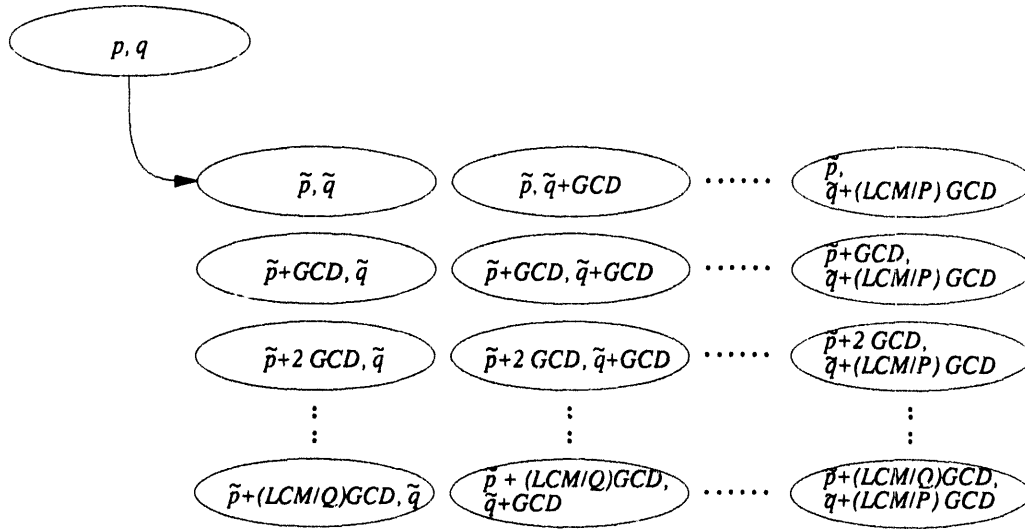 p, q
p̃, q̃
p̃, q̃+GCD
······
p̃,
q̃+(LCM/P) GCD
p̃+GCD, q̃
p̃+GCD, q̃+GCD
······
p̃+GCD,
q̃+(LCM/P) GCD
p̃+2 GCD, q̃
p̃+2 GCD, q̃+GCD
······
p̃+2 GCD,
q̃+(LCM/P) GCD
p̃+(LCM/Q)GCD, q̃
p̃ + (LCM/Q)GCD,
q̃+GCD
······
p̃+(LCM/Q)GCD,
q̃+(LCM/P) GCD